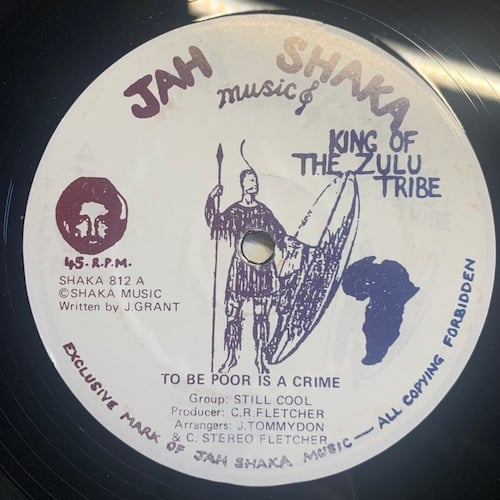 JAH SHAKA
music
KING OF
THE ZULU
TRIBE
45. R.P.M.
SHAKA 812 A
©SHAKA MUSIC
Written by J.GRANT
TO BE POOR IS A CRIME
Group: STILL COOL
Producer: C.R.FLETCHER
Arrangers: J.TOMMYDON
& C. STEREO FLETCHER
EXCLUSIVE MARK OF JAH SHAKA MUSIC — ALL COPYING FORBIDDEN